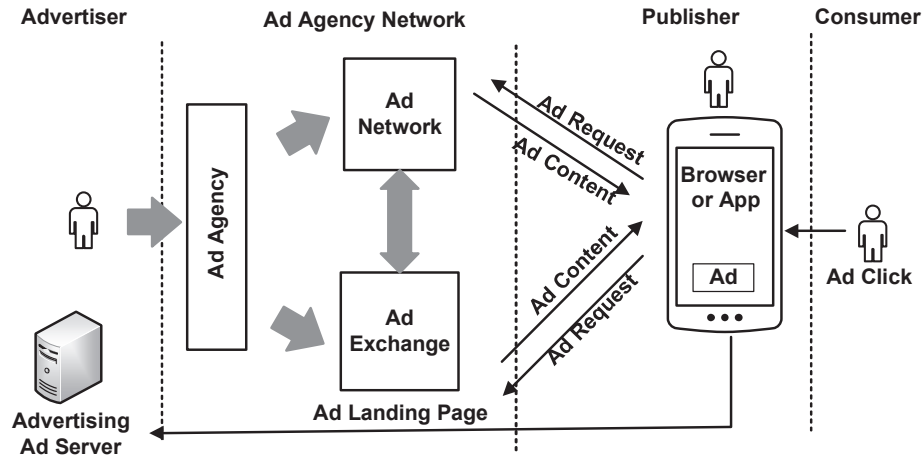 Advertiser
Ad Agency Network
Publisher
Consumer
Ad Agency
Ad
Network
Ad
Exchange
Ad Request
Ad Content
Ad Content
Ad Request
Browser
or App
Ad
Ad Click
Advertising
Ad Server
Ad Landing Page